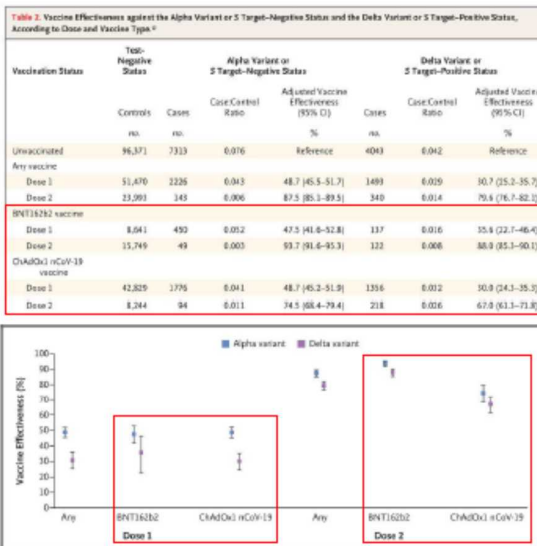 Table 2. Vaccine Effectiveness against the Alpha Variant or S Target–Negative Status and the Delta Variant or S Target–Positive Status,
According to Dose and Vaccine Type.
Vaccination Status
Test-
Negative
Status
Alpha Variant or
S Target–Negative Status
Delta Variant or
S Target–Positive Status
Controls Cases Case:Control Ratio Adjusted Vaccine Effectiveness (95% CI) Cases Case:Control Ratio Adjusted Vaccine Effectiveness (95% CI)
no. no. % no. %
Unvaccinated 96,371 7313 0.076 Reference 4043 0.042 Reference
Any vaccine
Dose 1 51,470 2226 0.043 48.7 (45.5–51.7) 1493 0.029 30.7 (25.2–35.7)
Dose 2 23,993 143 0.006 87.5 (85.1–89.5) 340 0.014 79.6 (76.7–82.1)
BNT162b2 vaccine
Dose 1 8,641 450 0.052 47.5 (41.6–52.8) 137 0.016 35.6 (22.7–46.4)
Dose 2 15,749 49 0.003 93.7 (91.6–95.3) 122 0.008 88.0 (85.3–90.1)
ChAdOx1 nCoV-19
vaccine
Dose 1 42,829 1776 0.041 48.7 (45.2–51.9) 1356 0.032 30.0 (24.3–35.3)
Dose 2 8,244 94 0.011 74.5 (68.4–79.4) 218 0.026 67.0 (61.3–71.8)
Alpha variant Delta variant
Vaccine Effectiveness (%)
100
90
80
70
60
50
40
30
20
10
0
Any BNT162b2 ChAdOx1 nCoV-19 Any BNT162b2 ChAdOx1 nCoV-19
Dose 1 Dose 2